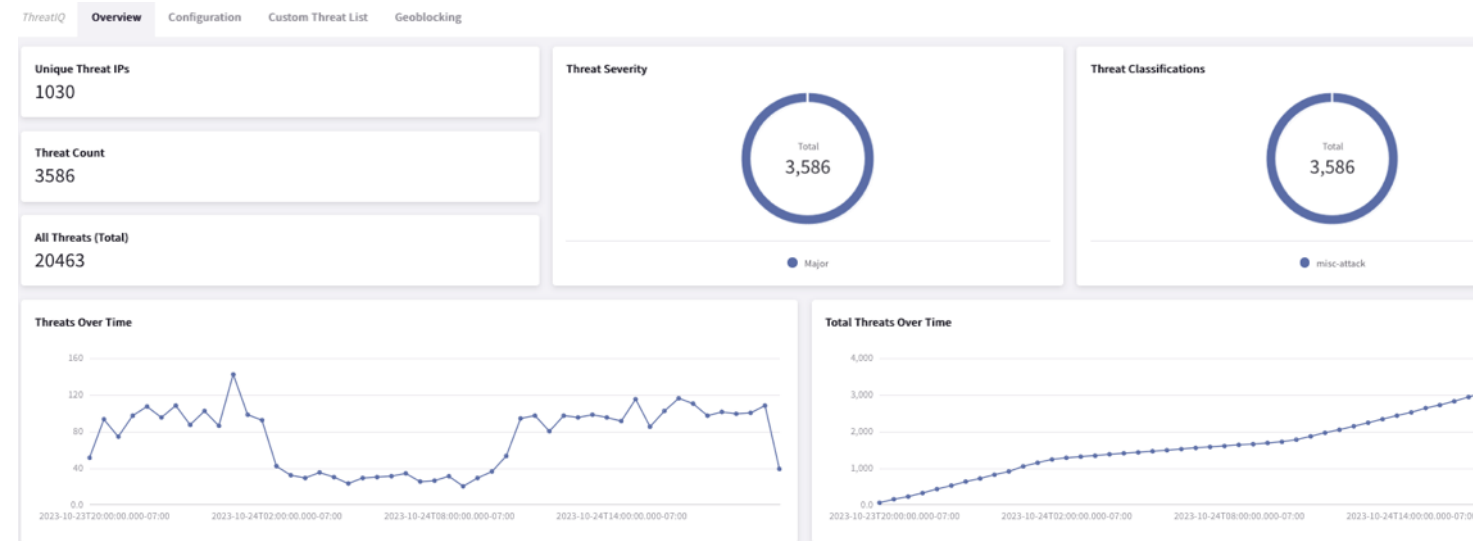 ThreatIQ Overview Configuration Custom Threat List Geoblocking
Unique Threat IPs
1030
Threat Count
3586
All Threats (Total)
20463
Threat Severity
Total
3,586
Major
Threat Classifications
Total
3,586
misc-attack
Threats Over Time
160
120
80
40
0.0
2023-10-23T20:00:00.000-07:00 2023-10-24T02:00:00.000-07:00 2023-10-24T08:00:00.000-07:00 2023-10-24T14:00:00.000-07:00
Total Threats Over Time
4,000
3,000
2,000
1,000
0.0
2023-10-23T20:00:00.000-07:00 2023-10-24T02:00:00.000-07:00 2023-10-24T08:00:00.000-07:00 2023-10-24T14:00:00.000-07:00